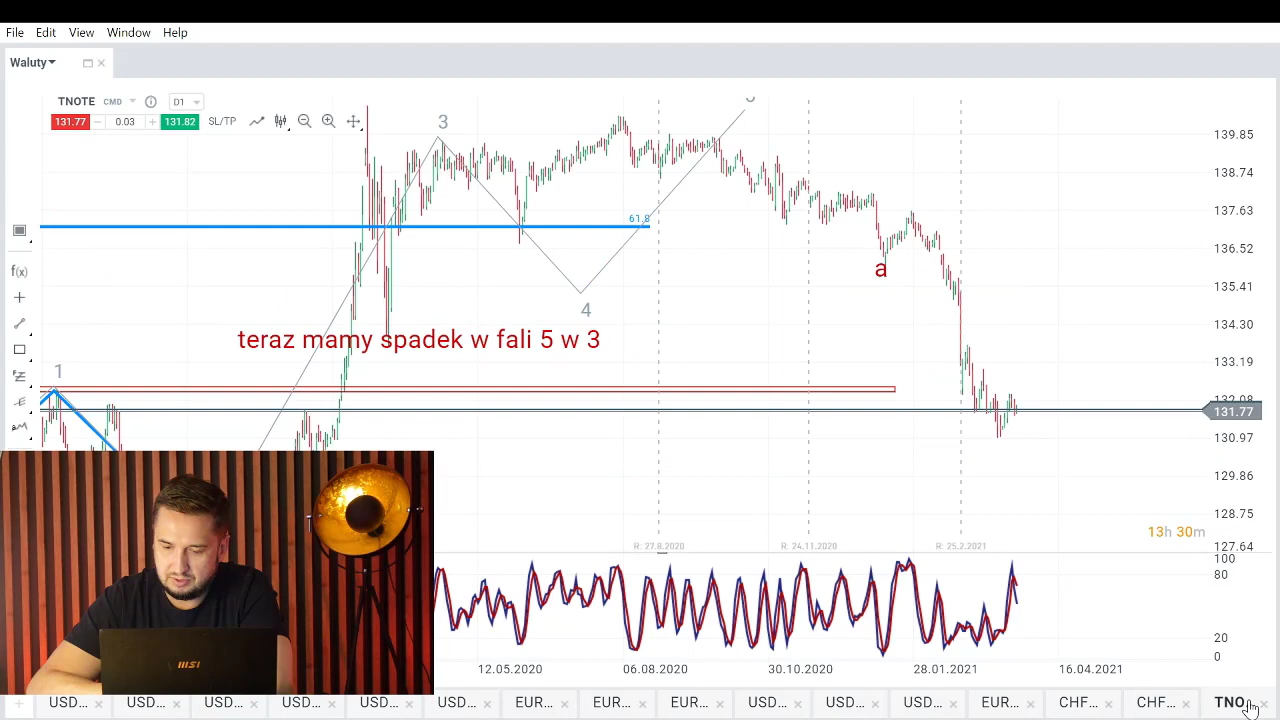 File Edit View Window Help
Waluty
TNOTE CMD D1
131.77 0.03 131.82 SL/TP
3
139.85
138.74
61.8
137.63
136.52
a
135.41
4
134.30
teraz mamy spadek w fali 5 w 3
f(x)
133.19
1
132.08
131.77
130.97
129.86
128.75
13h 30m
R: 27.8.2020 R: 24.11.2020 R: 25.2.2021
127.64
100
80
20
0
msi
12.05.2020 06.08.2020 30.10.2020 28.01.2021 16.04.2021
USD... USD... USD... USD... USD... USD... EUR... EUR... EUR... USD... USD... USD... EUR... CHF... CHF... TNO